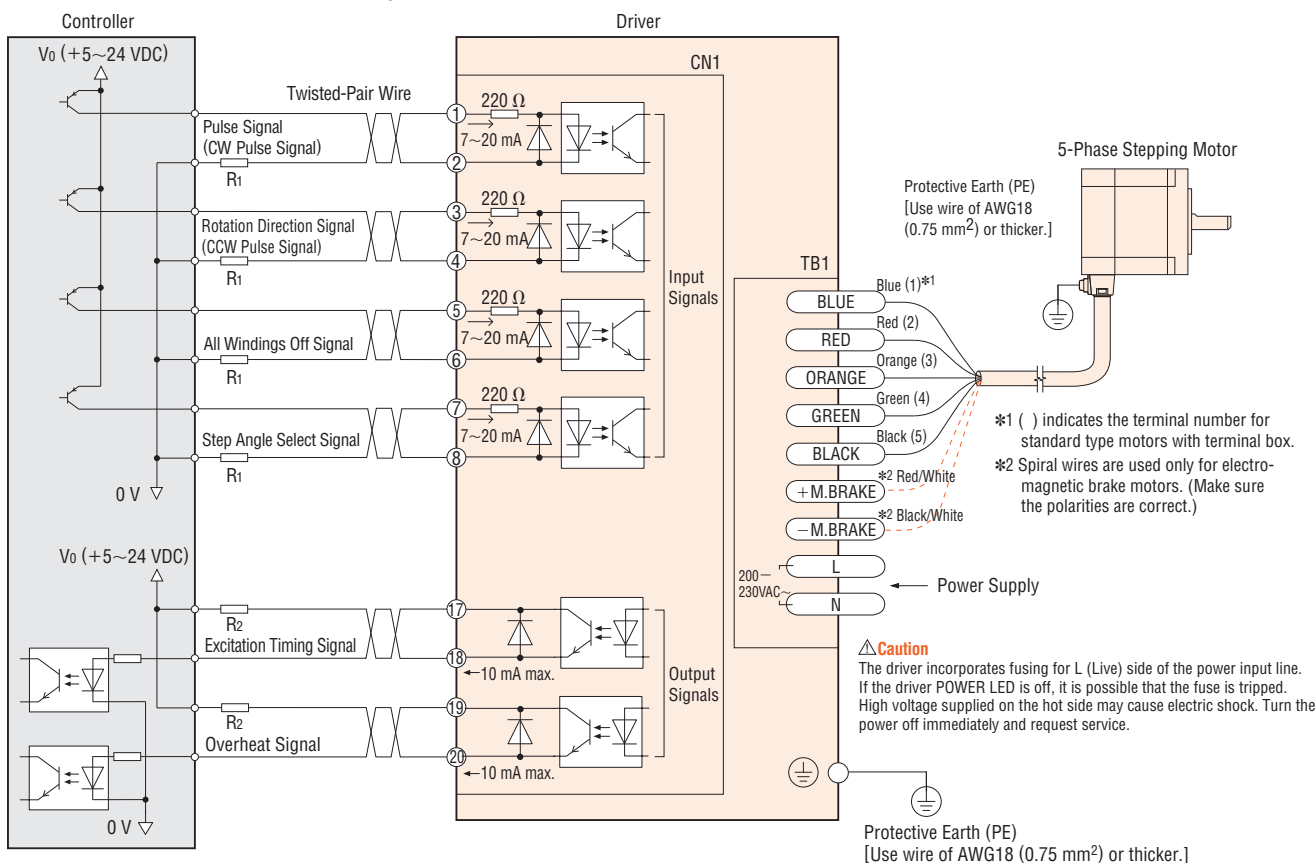 Controller
Driver
V0 (+5~24 VDC)
CN1
Twisted-Pair Wire
Pulse Signal
(CW Pulse Signal)
R1
1
220 Ω
7~20 mA
2
Rotation Direction Signal
(CCW Pulse Signal)
R1
3
220 Ω
7~20 mA
4
All Windings Off Signal
R1
5
220 Ω
7~20 mA
6
Step Angle Select Signal
R1
7
220 Ω
7~20 mA
8
0 V
Input
Signals
V0 (+5~24 VDC)
R2
Excitation Timing Signal
17
18
10 mA max.
R2
Overheat Signal
19
20
10 mA max.
0 V
Output
Signals
5-Phase Stepping Motor
Protective Earth (PE)
[Use wire of AWG18
(0.75 mm2) or thicker.]
TB1
BLUE
Blue (1)*1
RED
Red (2)
ORANGE
Orange (3)
GREEN
Green (4)
BLACK
Black (5)
+M.BRAKE
*2 Red/White
−M.BRAKE
*2 Black/White
200−
230VAC~
L
N
Power Supply
*1 ( ) indicates the terminal number for
standard type motors with terminal box.
*2 Spiral wires are used only for electro-
magnetic brake motors. (Make sure
the polarities are correct.)
⚠Caution
The driver incorporates fusing for L (Live) side of the power input line.
If the driver POWER LED is off, it is possible that the fuse is tripped.
High voltage supplied on the hot side may cause electric shock. Turn the
power off immediately and request service.
Protective Earth (PE)
[Use wire of AWG18 (0.75 mm2) or thicker.]